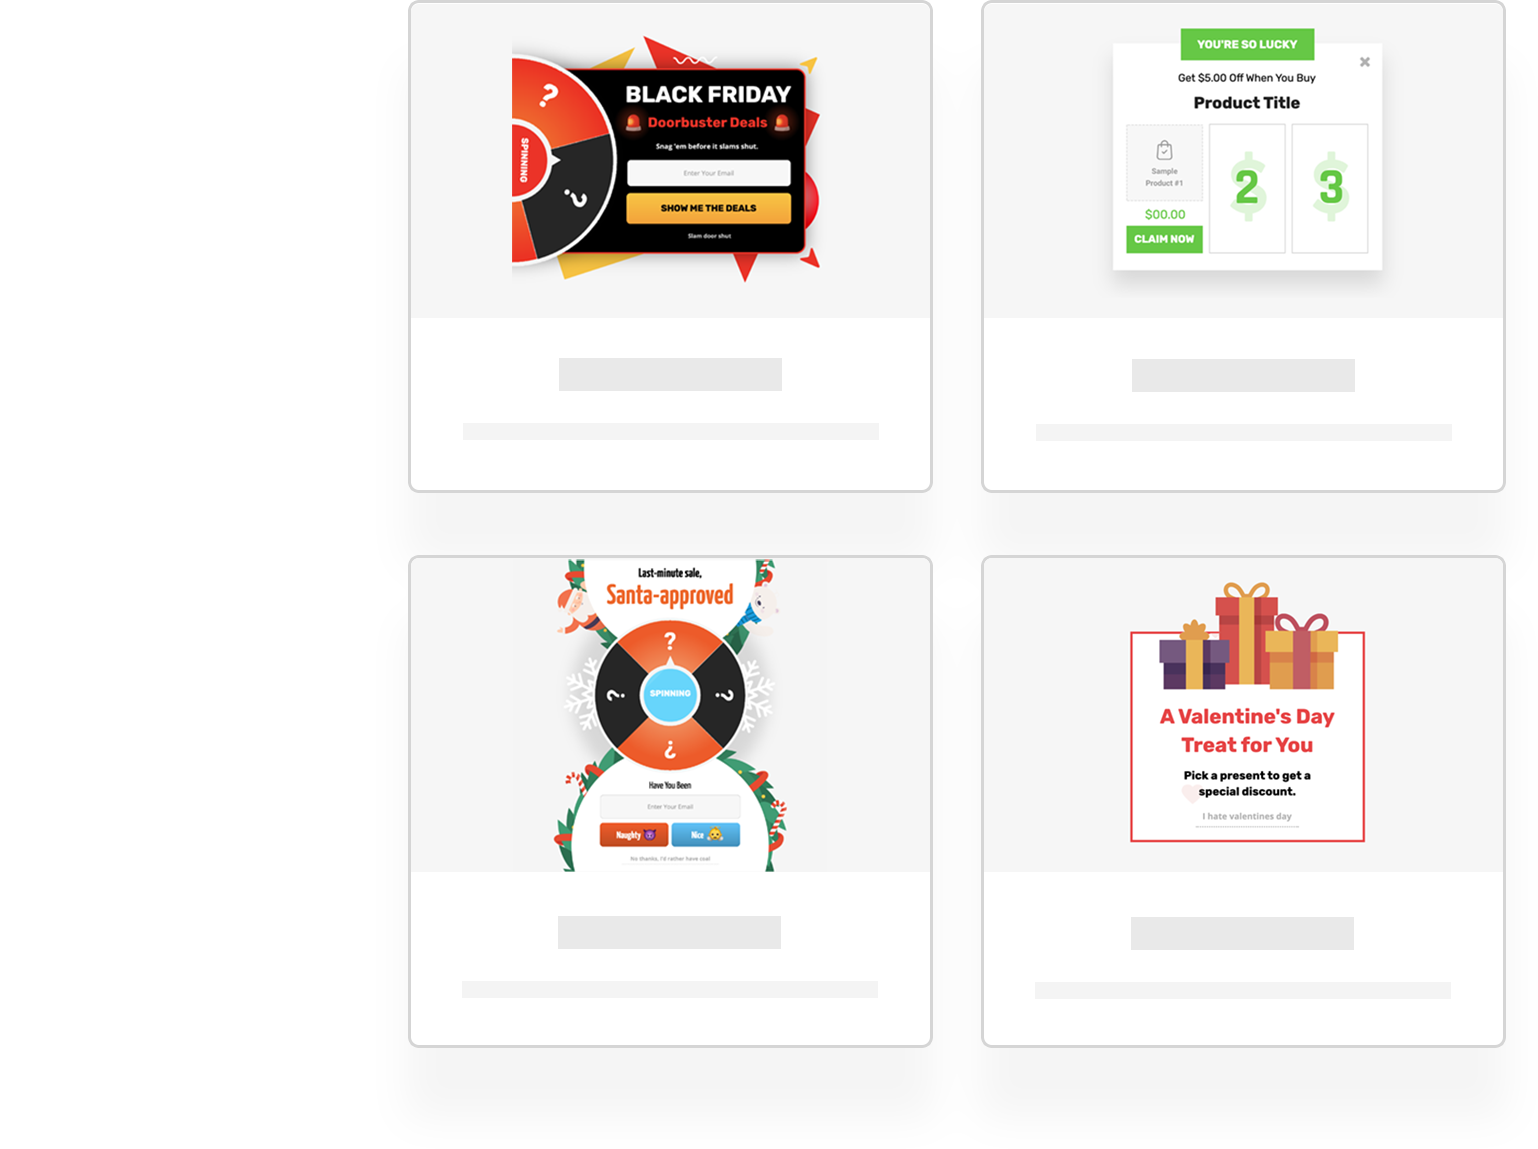 ?
SPINNING
?
BLACK FRIDAY
Doorbuster Deals
Snag 'em before it slams shut.
Enter Your Email
SHOW ME THE DEALS
Slam door shut
YOU'RE SO LUCKY
Get $5.00 Off When You Buy
Product Title
Sample
Product #1
$00.00
CLAIM NOW
$ 2
$ 3
Last-minute sale,
Santa-approved
?
?
SPINNING
?
?
Have You Been
Enter Your Email
Naughty
Nice
No thanks, I'd rather have coal
A Valentine's Day
Treat for You
Pick a present to get a
special discount.
I hate valentines day